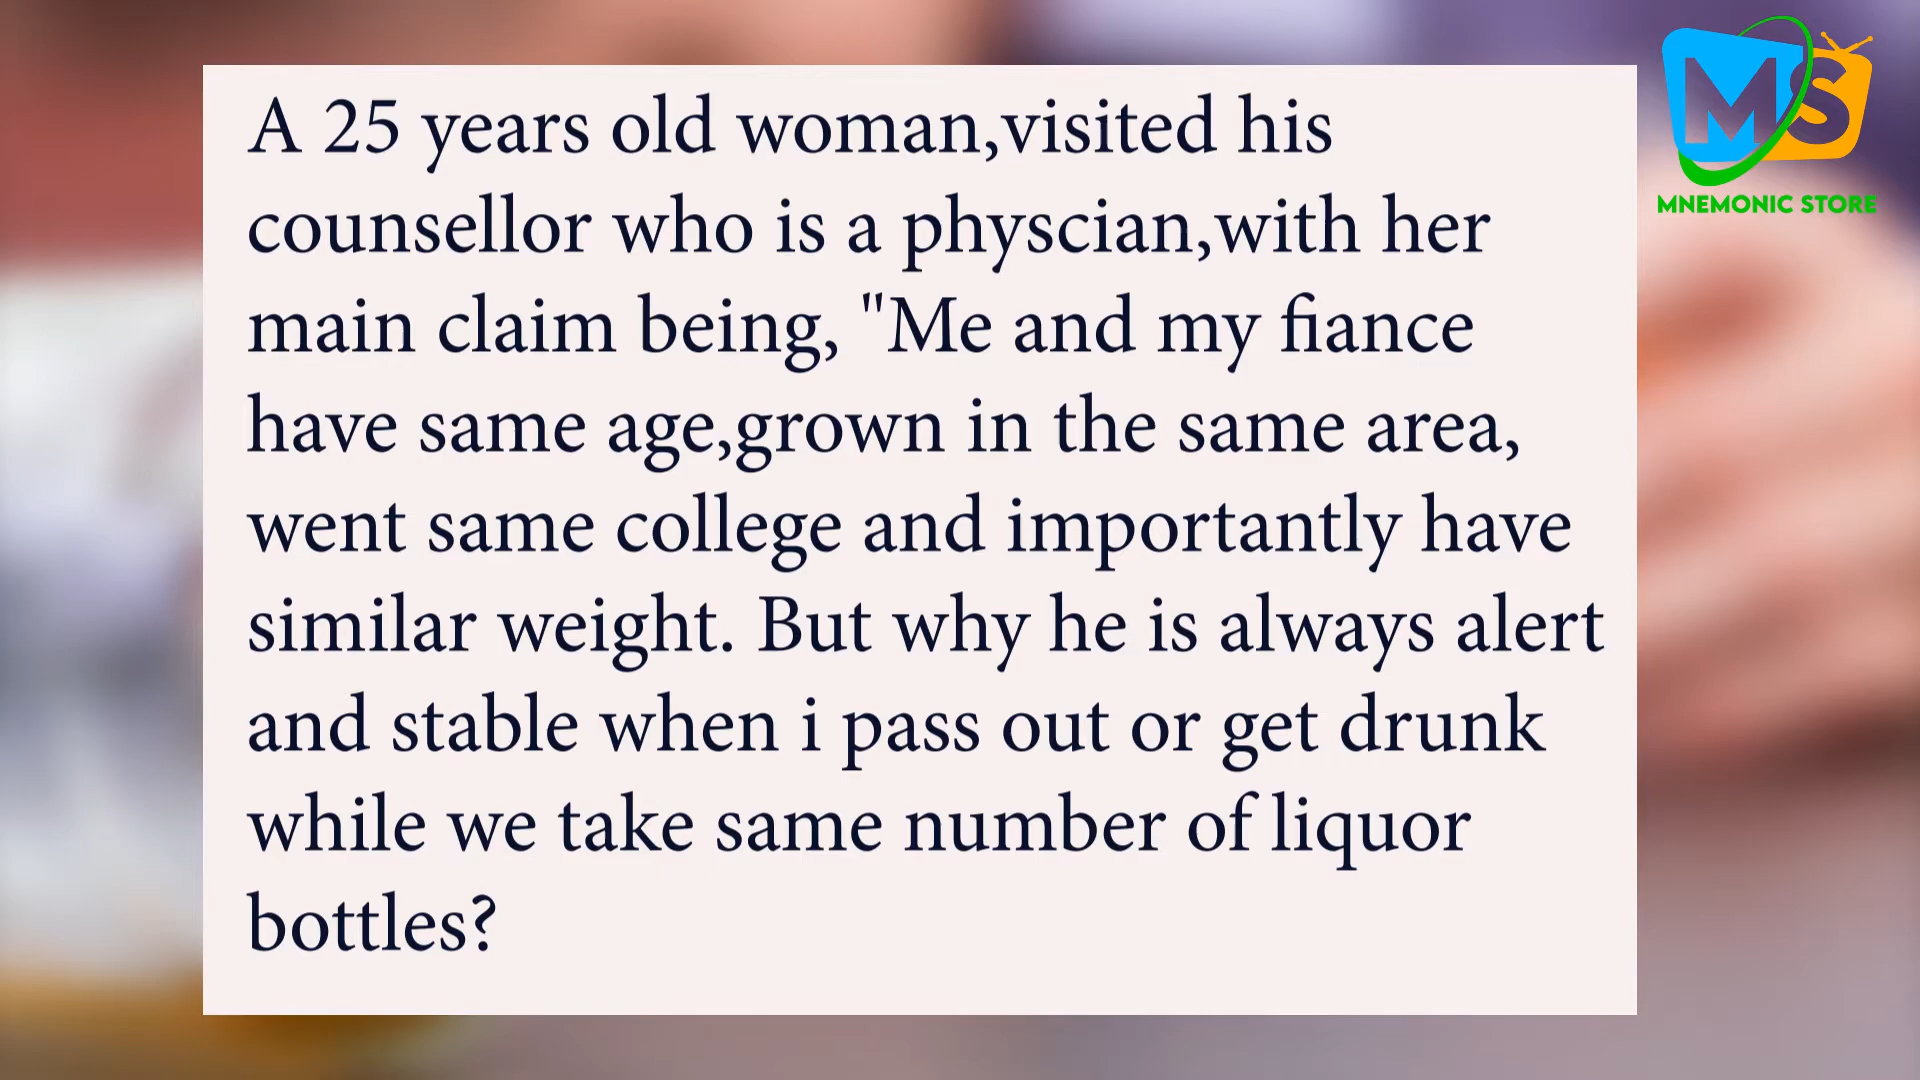 A 25 years old woman,visited his
counsellor who is a physcian,with her
main claim being, "Me and my fiance
have same age,grown in the same area,
went same college and importantly have
similar weight. But why he is always alert
and stable when i pass out or get drunk
while we take same number of liquor
bottles?
MS
MNEMONIC STORE